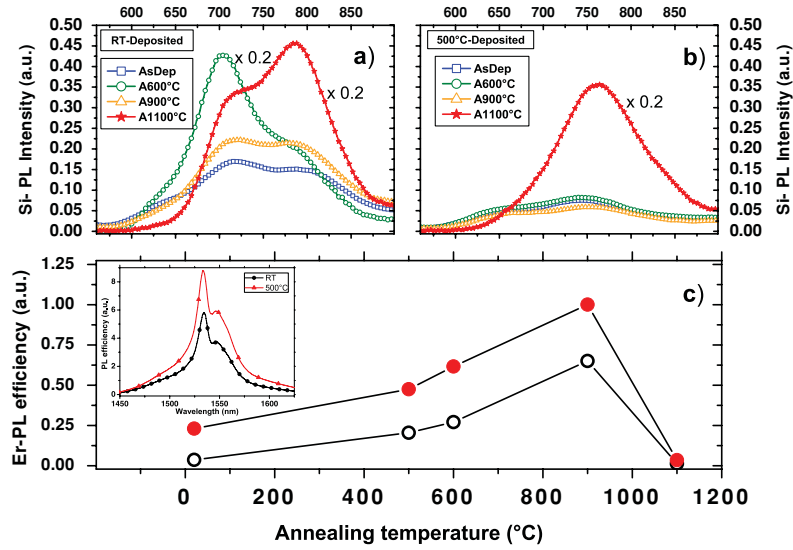 600 650 700 750 800 850
600 650 700 750 800 850
0.50 0.45 0.40 0.35 0.30 0.25 0.20 0.15 0.10 0.05 0.00
Si- PL Intensity (a.u.)
RT-Deposited
a)
AsDep
A600°C
A900°C
A1100°C
x 0.2
x 0.2
500°C-Deposited
b)
AsDep
A600°C
A900°C
A1100°C
x 0.2
0.50 0.45 0.40 0.35 0.30 0.25 0.20 0.15 0.10 0.05 0.00
Si- PL Intensity (a.u.)
1.25 1.00 0.75 0.50 0.25 0.00
Er-PL efficiency (a.u.)
c)
8 6 4 2 0
PL efficiency (a.u.)
RT
500°C
1450 1500 1550 1600
Wavelength (nm)
0 200 400 600 800 1000 1200
Annealing temperature (°C)